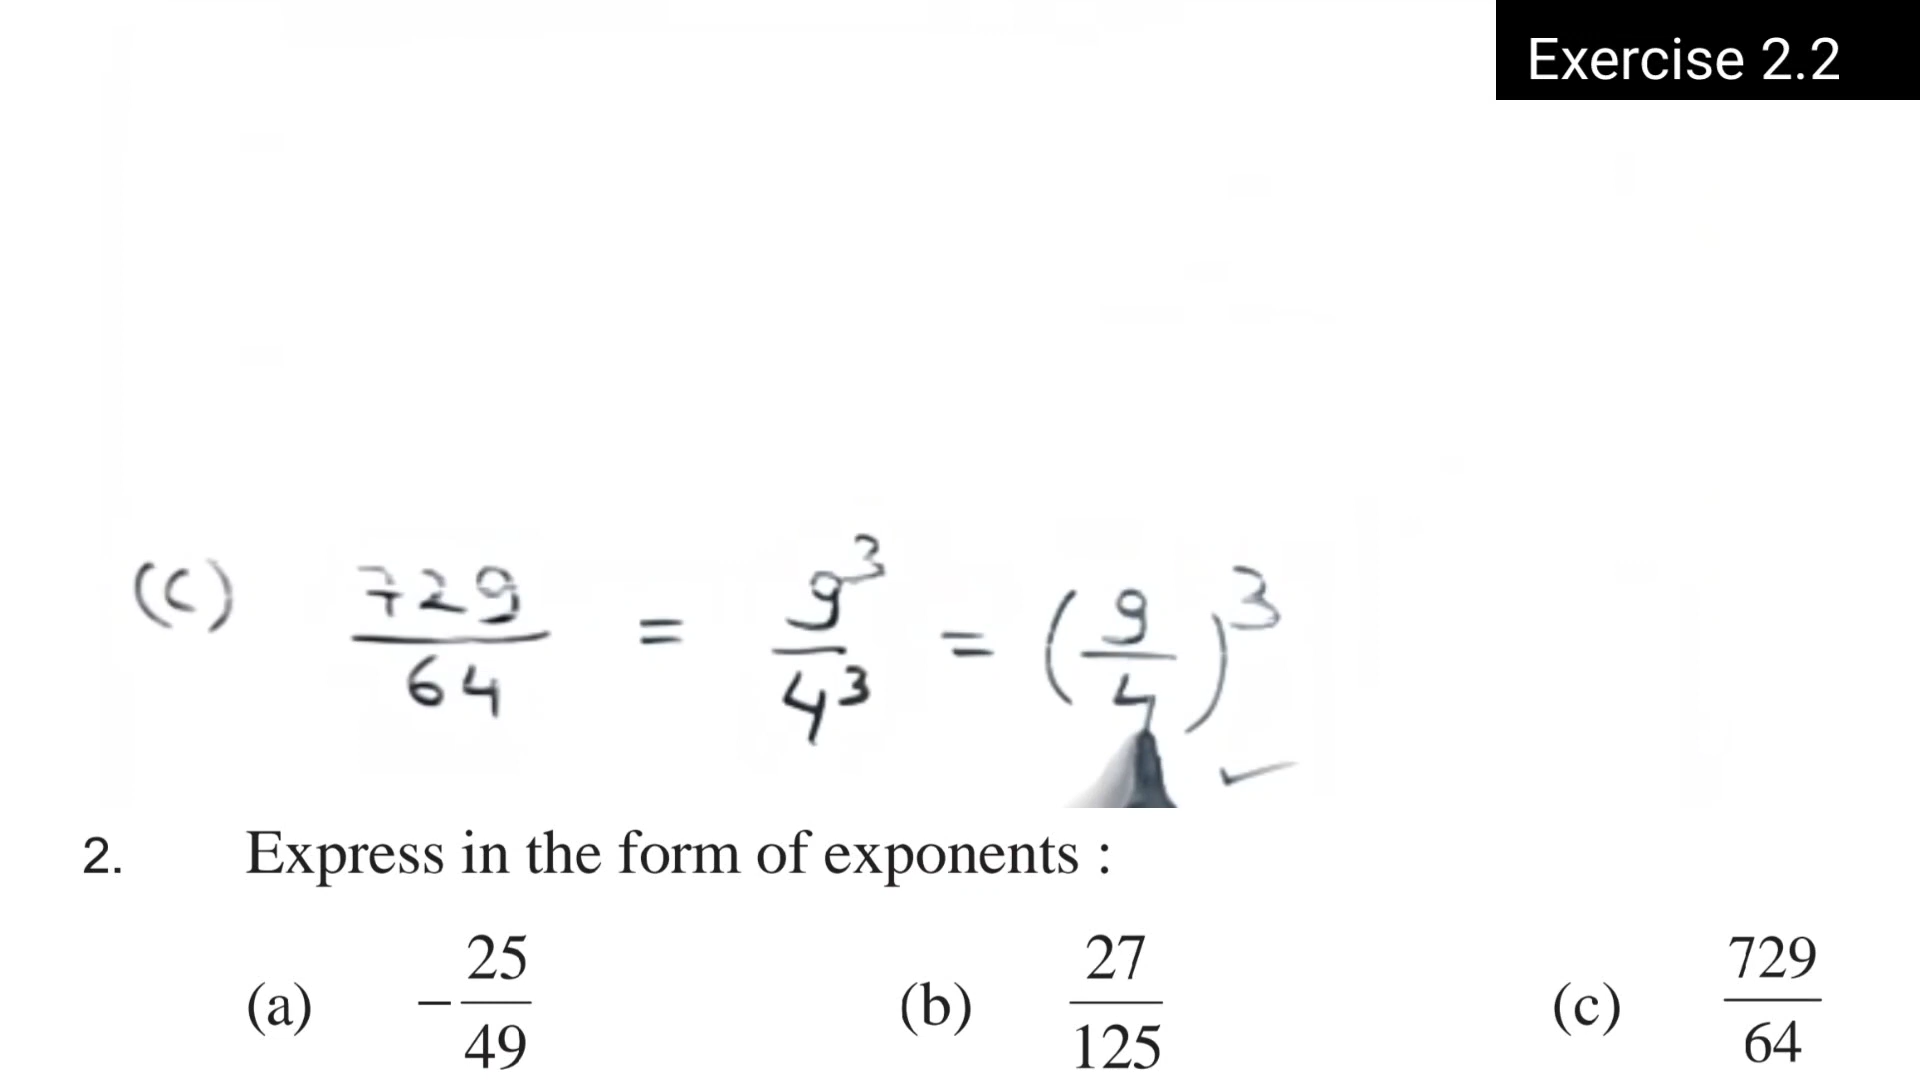 Exercise 2.2
(c) 729/64 = 9³/4³ = (9/4)³ ✓
2. Express in the form of exponents :
(a) −25/49 (b) 27/125 (c) 729/64